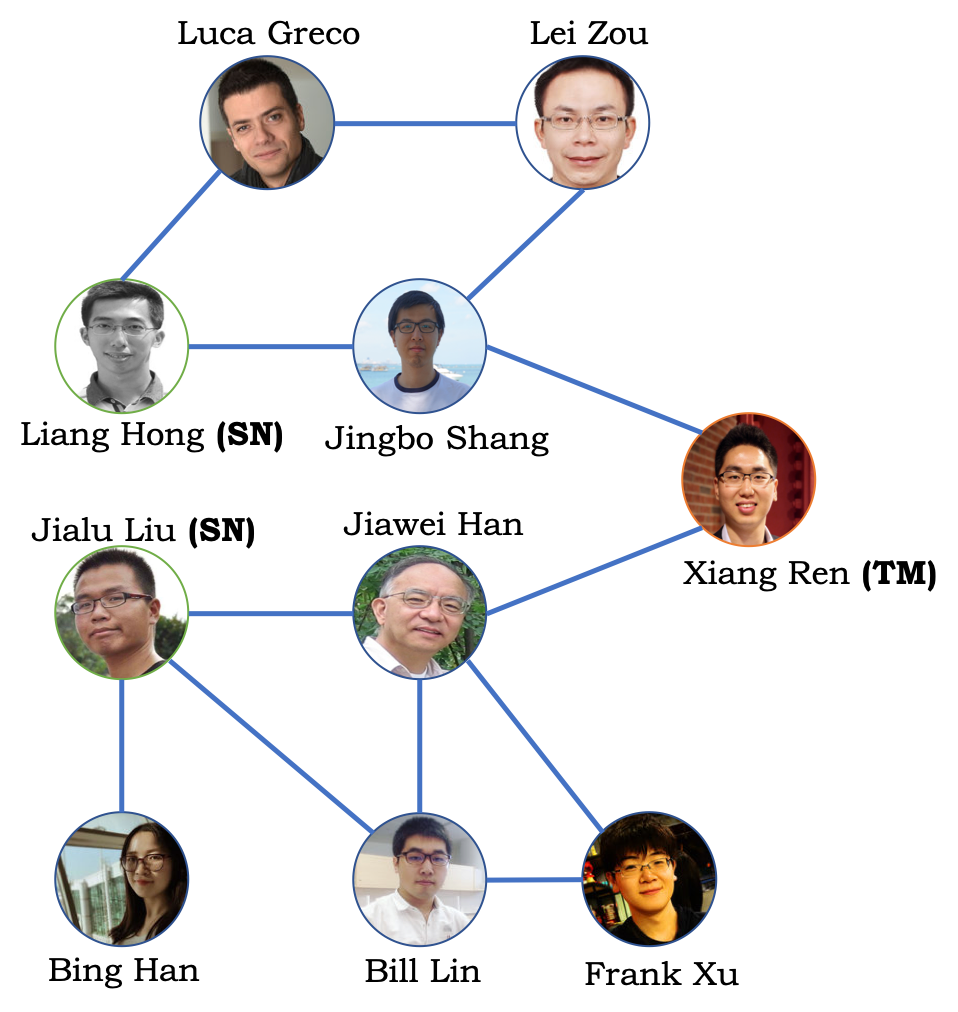 Luca Greco
Lei Zou
Liang Hong (SN)
Jingbo Shang
Xiang Ren (TM)
Jialu Liu (SN)
Jiawei Han
Bing Han
Bill Lin
Frank Xu